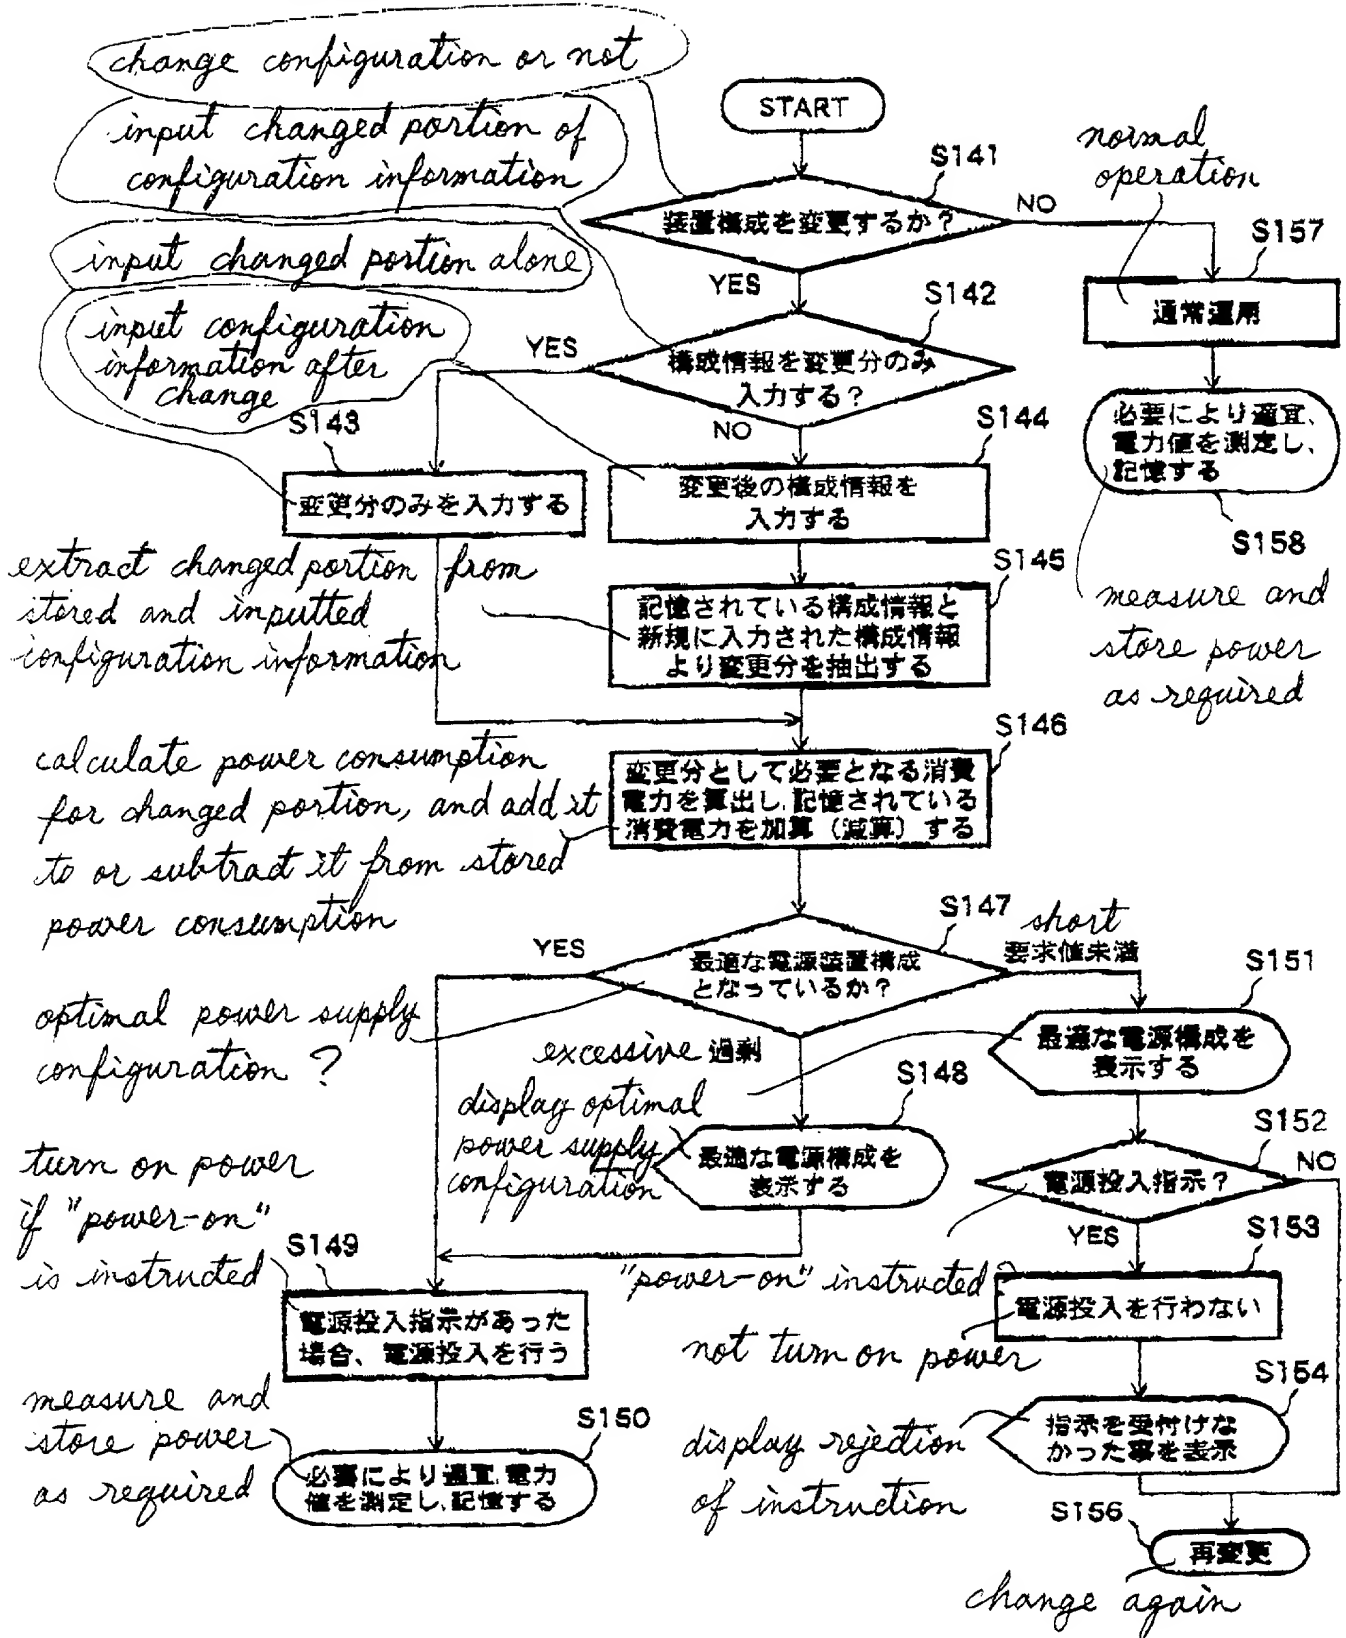 change configuration or not
input changed portion of
configuration information
input changed portion alone
input configuration
information after
change
START
S141
装置構成を変更するか?
NO
YES
normal
operation
S157
通常運用
必要により適宜、
電力値を測定し、
記憶する
S158
measure and
store power
as required
S142
構成情報を変更分のみ
入力する?
YES
NO
S143
変更分のみを入力する
S144
変更後の構成情報を
入力する
extract changed portion from
stored and inputted
configuration information
S145
記憶されている構成情報と
新規に入力された構成情報
より変更分を抽出する
calculate power consumption
for changed portion, and add it
to or subtract it from stored
power consumption
S146
変更分として必要となる消費
電力を算出し、記憶されている
消費電力を加算(減算)する
S147
最適な電源装置構成
となっているか?
YES
short
要求値未満
optimal power supply
configuration ?
excessive 過剰
S151
最適な電源構成を
表示する
display optimal
power supply
configuration
S148
最適な電源構成を
表示する
S152
電源投入指示?
NO
YES
"power-on" instructed
?
turn on power
if "power-on"
is instructed
S149
電源投入指示があった
場合、電源投入を行う
S153
電源投入を行わない
not turn on power
S154
指示を受付けな
かった事を表示
display rejection
of instruction
measure and
store power
as required
S150
必要により適宜、電力
値を測定し、記憶する
S156
再変更
change again